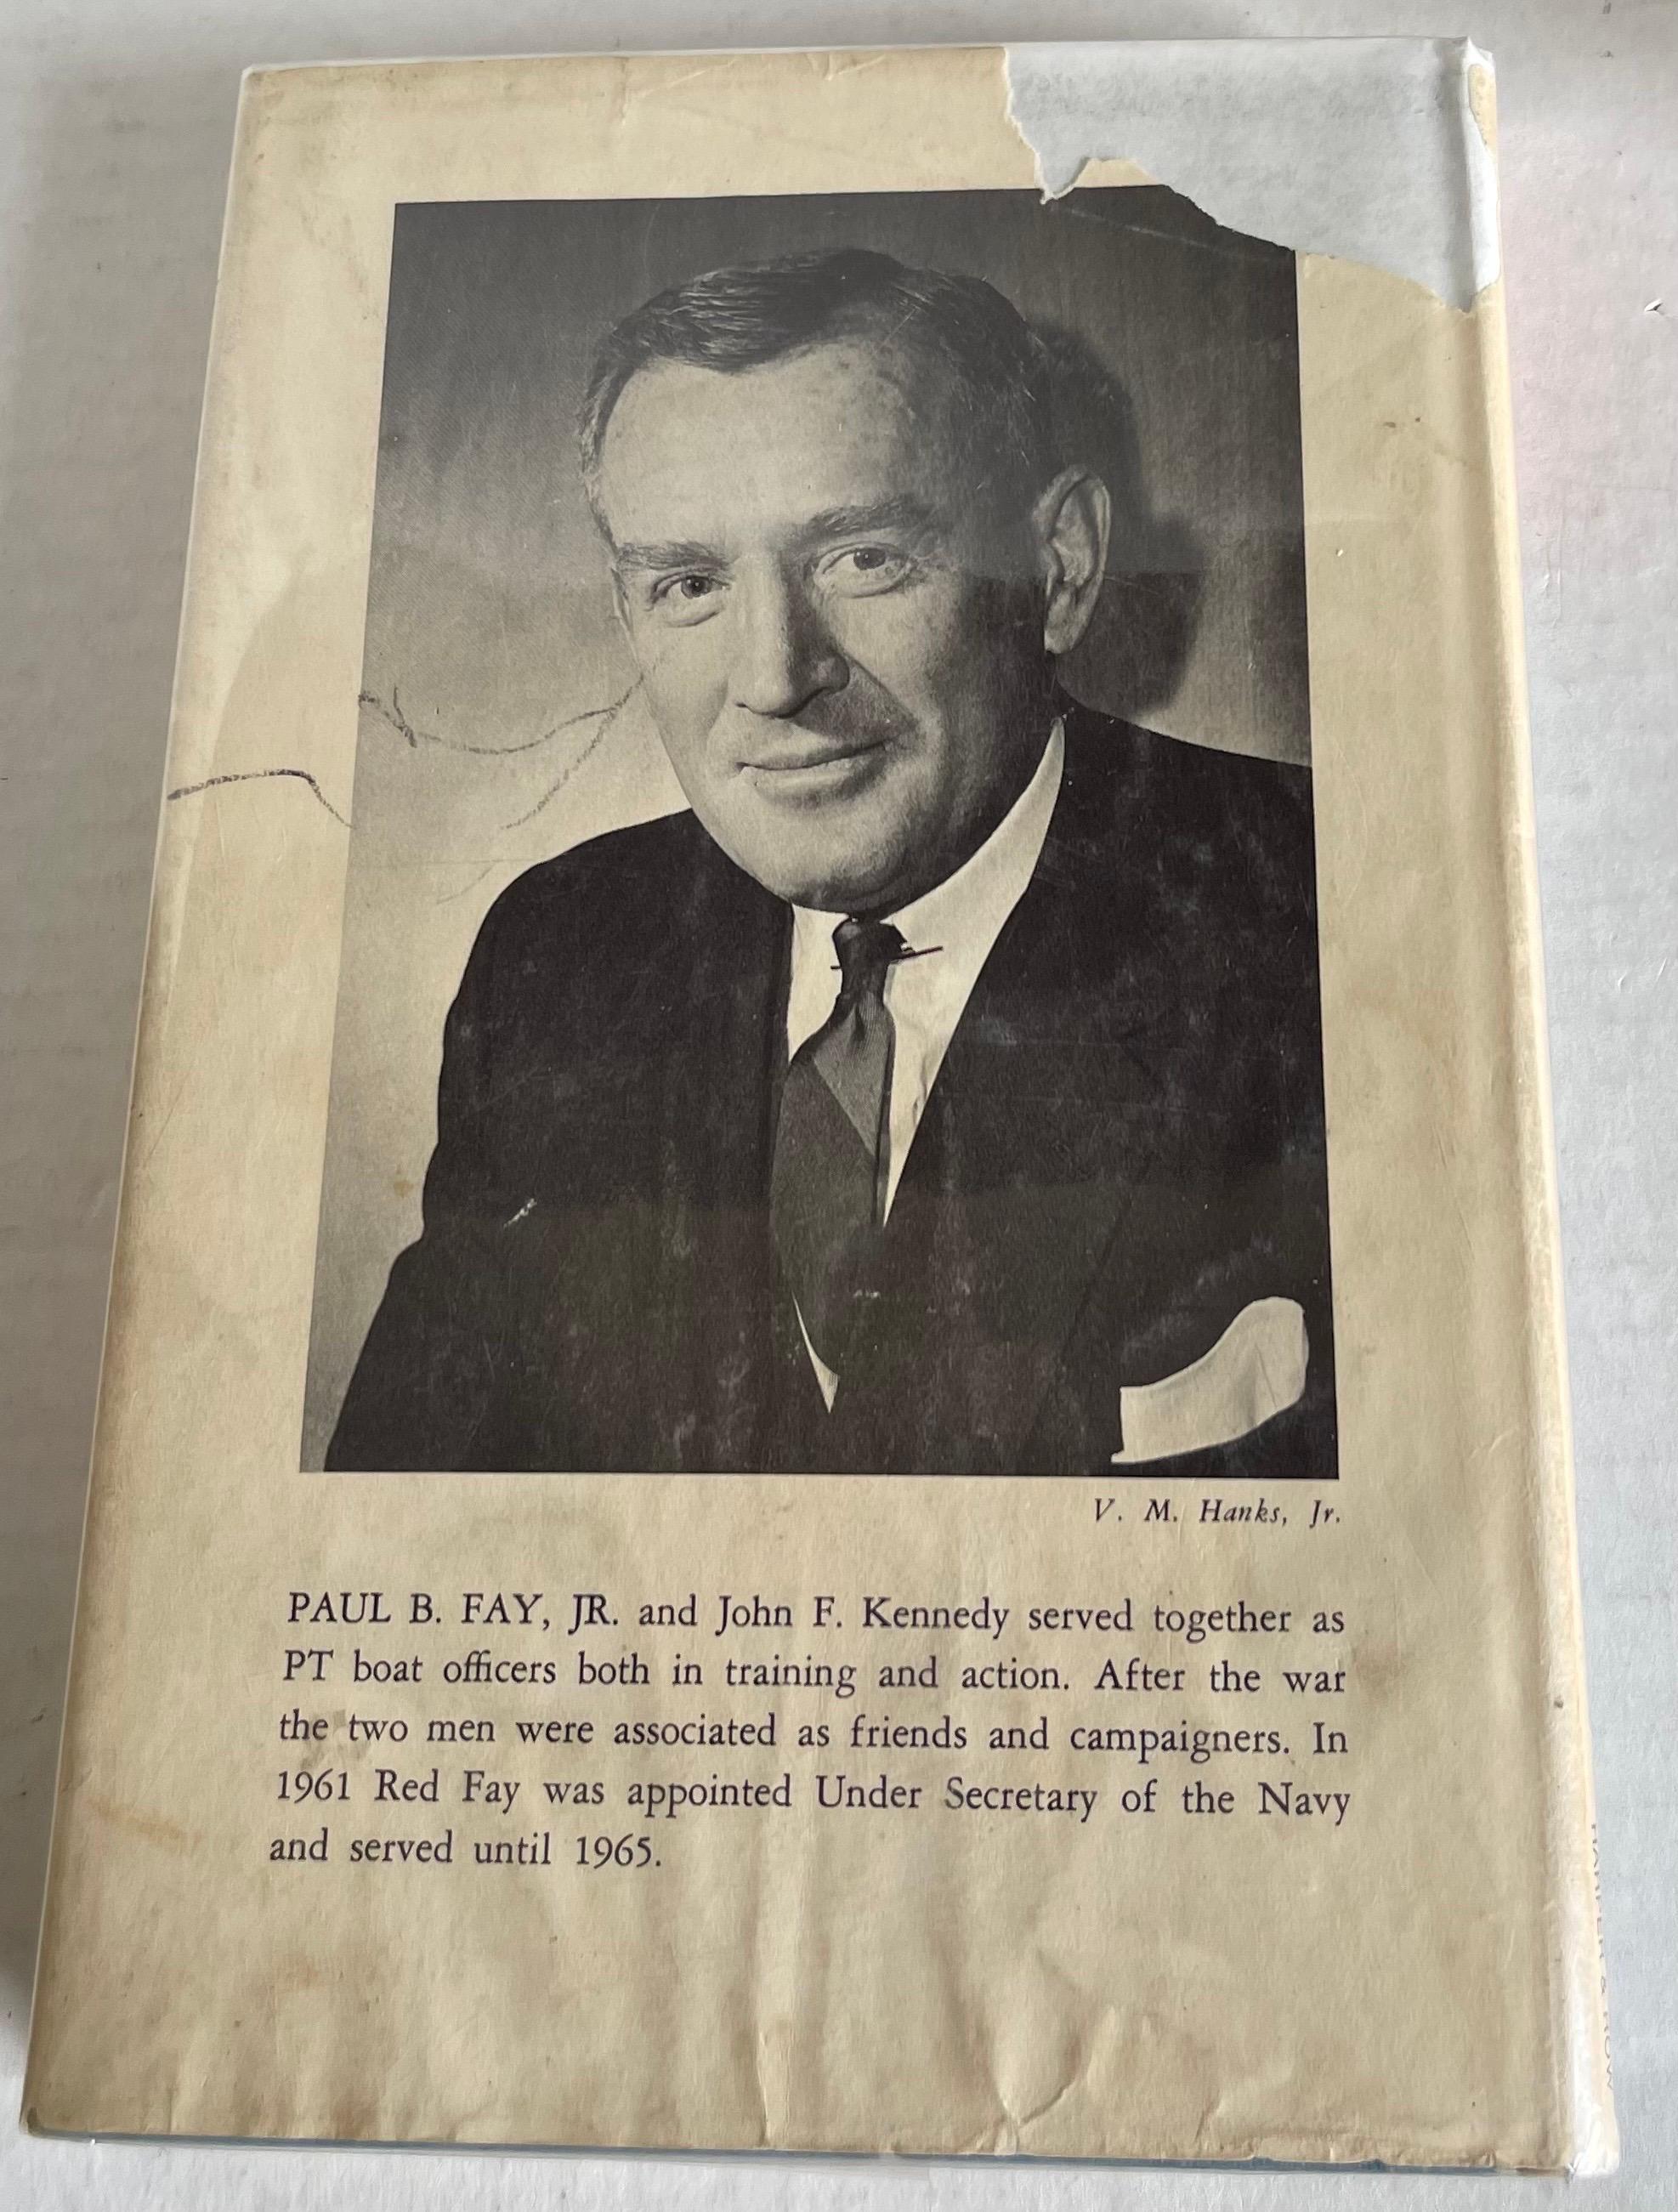 V. M. Hanks, Jr.
PAUL B. FAY, JR. and John F. Kennedy served together as
PT boat officers both in training and action. After the war
the two men were associated as friends and campaigners. In
1961 Red Fay was appointed Under Secretary of the Navy
and served until 1965.